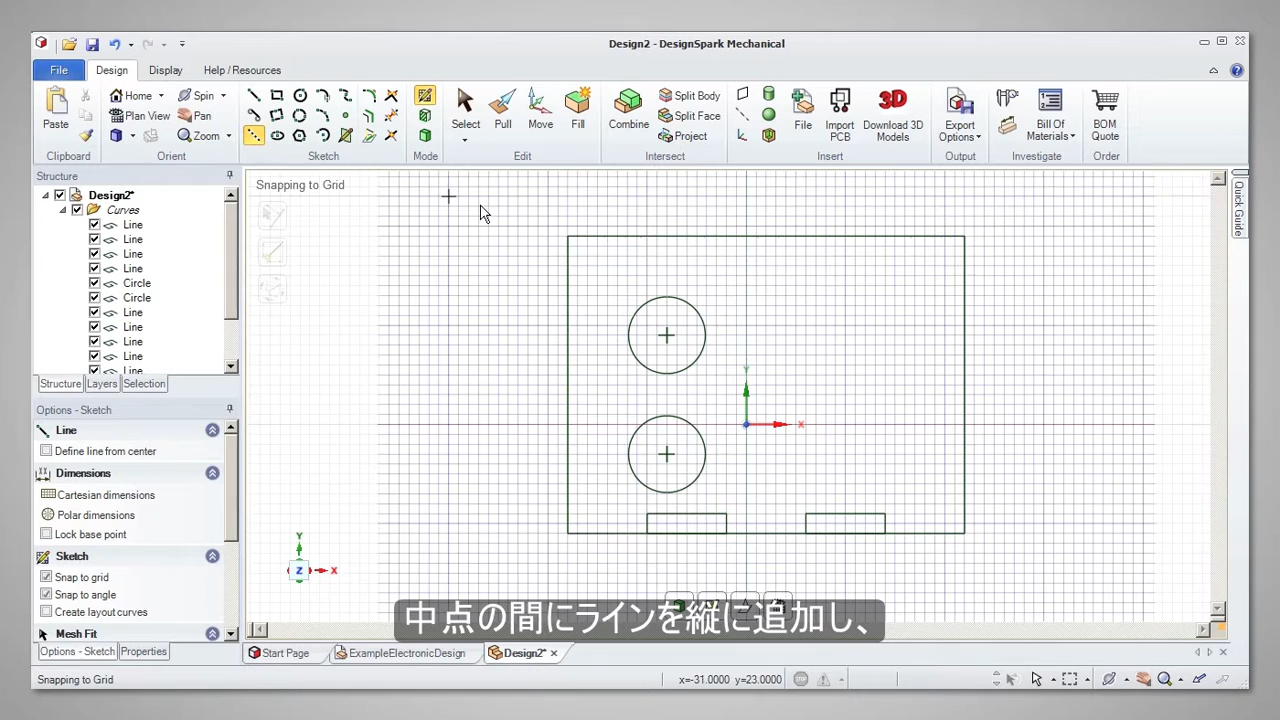 Design2 - DesignSpark Mechanical
File
Design
Display
Help / Resources
Paste
Home
Spin
Plan View
Pan
Zoom
Select
Pull
Move
Fill
Combine
Split Body
Split Face
Project
File
Import
PCB
3D
Download 3D
Models
Export
Options
Bill Of
Materials
BOM
Quote
Clipboard
Orient
Sketch
Mode
Edit
Intersect
Insert
Output
Investigate
Order
Structure
Design2*
Curves
Line
Line
Line
Line
Circle
Circle
Line
Line
Line
Line
Line
Structure
Layers
Selection
Options - Sketch
Line
Define line from center
Dimensions
Cartesian dimensions
Polar dimensions
Lock base point
Sketch
Snap to grid
Snap to angle
Create layout curves
Mesh Fit
Options - Sketch
Properties
Snapping to Grid
Quick Guide
Y
X
Y
Z
X
中点の間にラインを縦に追加し、
Start Page
ExampleElectronicDesign
Design2*
Snapping to Grid
x=-31.0000 y=23.0000